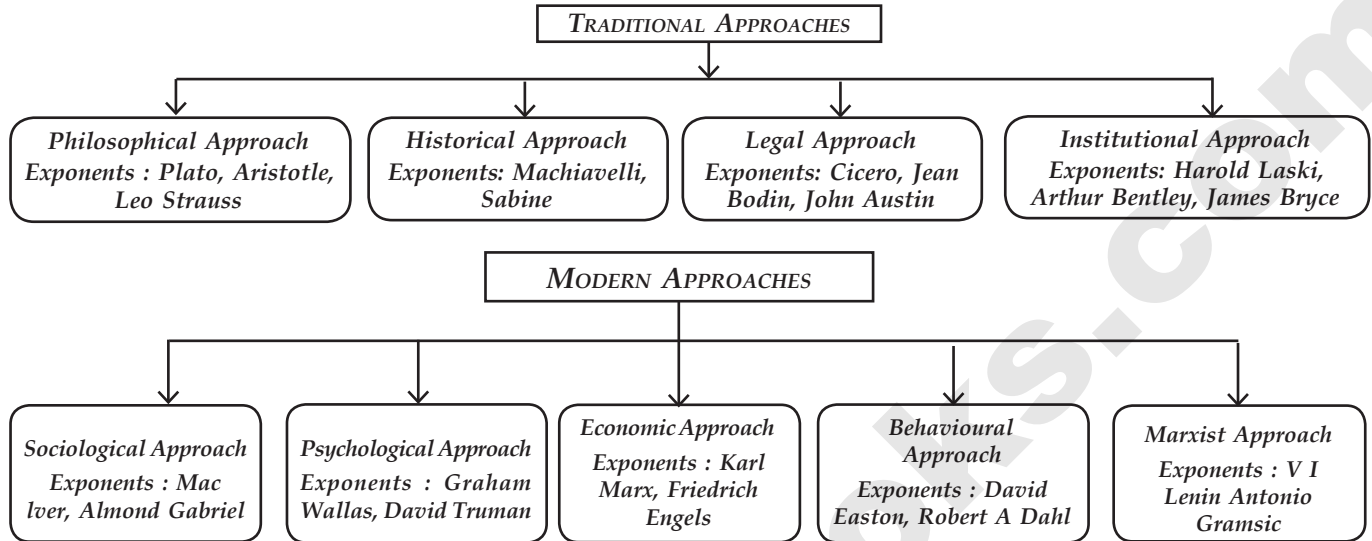 TRADITIONAL APPROACHES
Philosophical Approach
Exponents : Plato, Aristotle,
Leo Strauss
Historical Approach
Exponents: Machiavelli,
Sabine
Legal Approach
Exponents: Cicero, Jean
Bodin, John Austin
Institutional Approach
Exponents: Harold Laski,
Arthur Bentley, James Bryce
MODERN APPROACHES
Sociological Approach
Exponents : Mac
lver, Almond Gabriel
Psychological Approach
Exponents : Graham
Wallas, David Truman
Economic Approach
Exponents : Karl
Marx, Friedrich
Engels
Behavioural
Approach
Exponents : David
Easton, Robert A Dahl
Marxist Approach
Exponents : V I
Lenin Antonio
Gramsic
oks.com